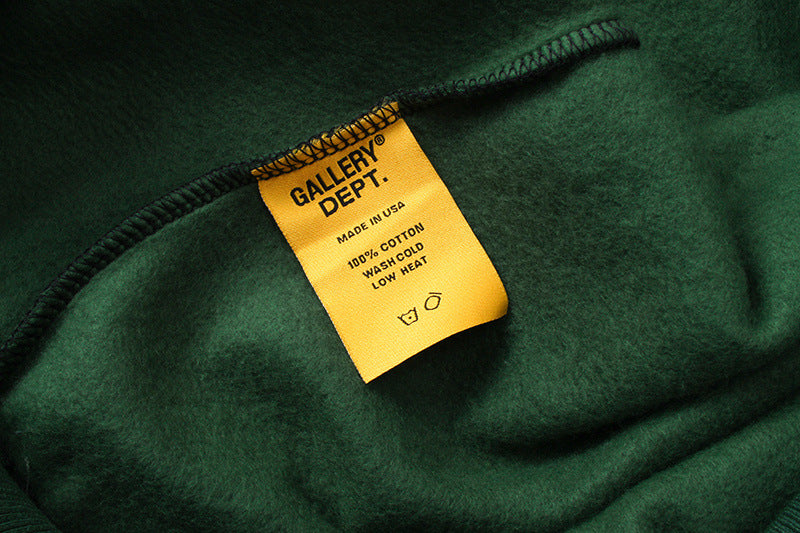 GALLERY®
DEPT.
MADE IN USA
100% COTTON
WASH COLD
LOW HEAT